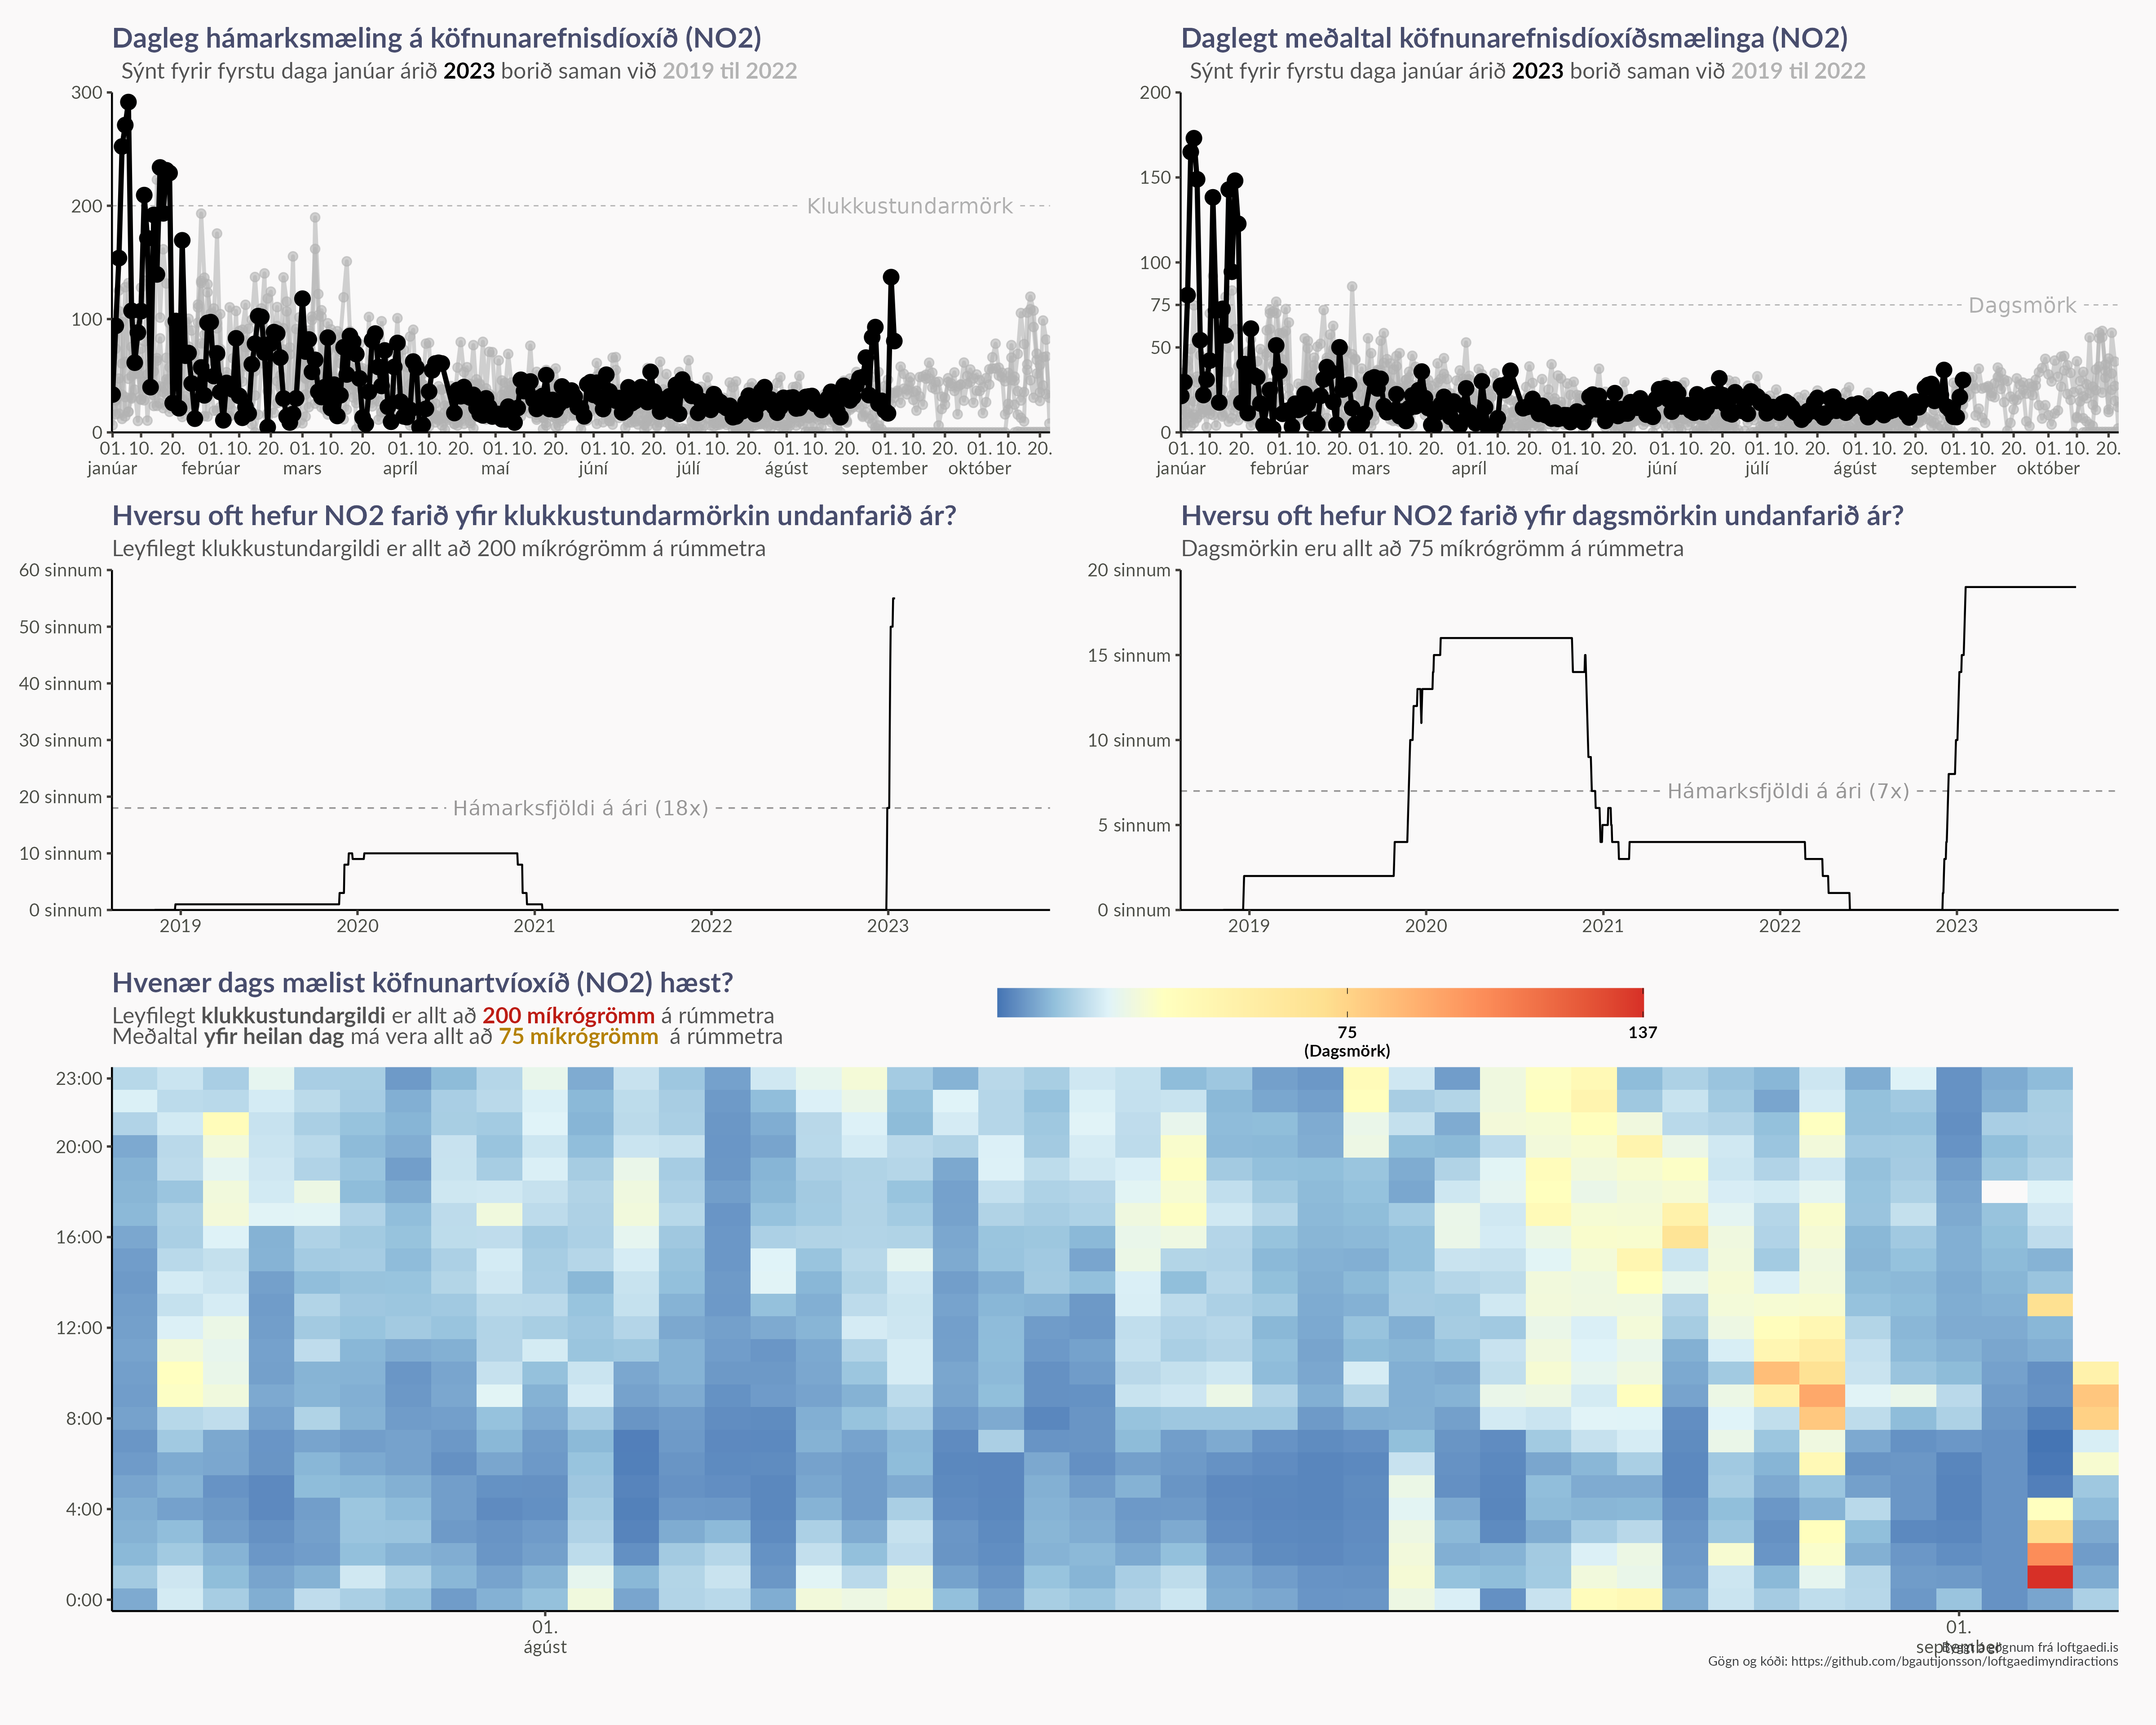 Dagleg hámarksmæling á köfnunarefnisdíoxíð (NO2)
Sýnt fyrir fyrstu daga janúar árið 2023 borið saman við 2019 til 2022
300
200
100
0
Klukkustundarmörk
01. 10. 20. 01. 10. 20. 01. 10. 20. 01. 10. 20. 01. 10. 20. 01. 10. 20. 01. 10. 20. 01. 10. 20. 01. 10. 20. 01. 10. 20.
janúar febrúar mars apríl maí júní júlí ágúst september október
Daglegt meðaltal köfnunarefnisdíoxíðsmælinga (NO2)
Sýnt fyrir fyrstu daga janúar árið 2023 borið saman við 2019 til 2022
200
150
100
75
50
0
Dagsmörk
01. 10. 20. 01. 10. 20. 01. 10. 20. 01. 10. 20. 01. 10. 20. 01. 10. 20. 01. 10. 20. 01. 10. 20. 01. 10. 20. 01. 10. 20.
janúar febrúar mars apríl maí júní júlí ágúst september október
Hversu oft hefur NO2 farið yfir klukkustundarmörkin undanfarið ár?
Leyfilegt klukkustundargildi er allt að 200 míkrógrömm á rúmmetra
60 sinnum
50 sinnum
40 sinnum
30 sinnum
20 sinnum
10 sinnum
0 sinnum
Hámarksfjöldi á ári (18x)
2019 2020 2021 2022 2023
Hversu oft hefur NO2 farið yfir dagsmörkin undanfarið ár?
Dagsmörkin eru allt að 75 míkrógrömm á rúmmetra
20 sinnum
15 sinnum
10 sinnum
5 sinnum
0 sinnum
Hámarksfjöldi á ári (7x)
2019 2020 2021 2022 2023
Hvenær dags mælist köfnunartvíoxíð (NO2) hæst?
Leyfilegt klukkustundargildi er allt að 200 míkrógrömm á rúmmetra
Meðaltal yfir heilan dag má vera allt að 75 míkrógrömm á rúmmetra
75 137
(Dagsmörk)
23:00
20:00
16:00
12:00
8:00
4:00
0:00
01. 01.
ágúst september
gögnum frá loftgaedi.is
Gögn og kóði: https://github.com/bgautijonsson/loftgaedimyndiractions